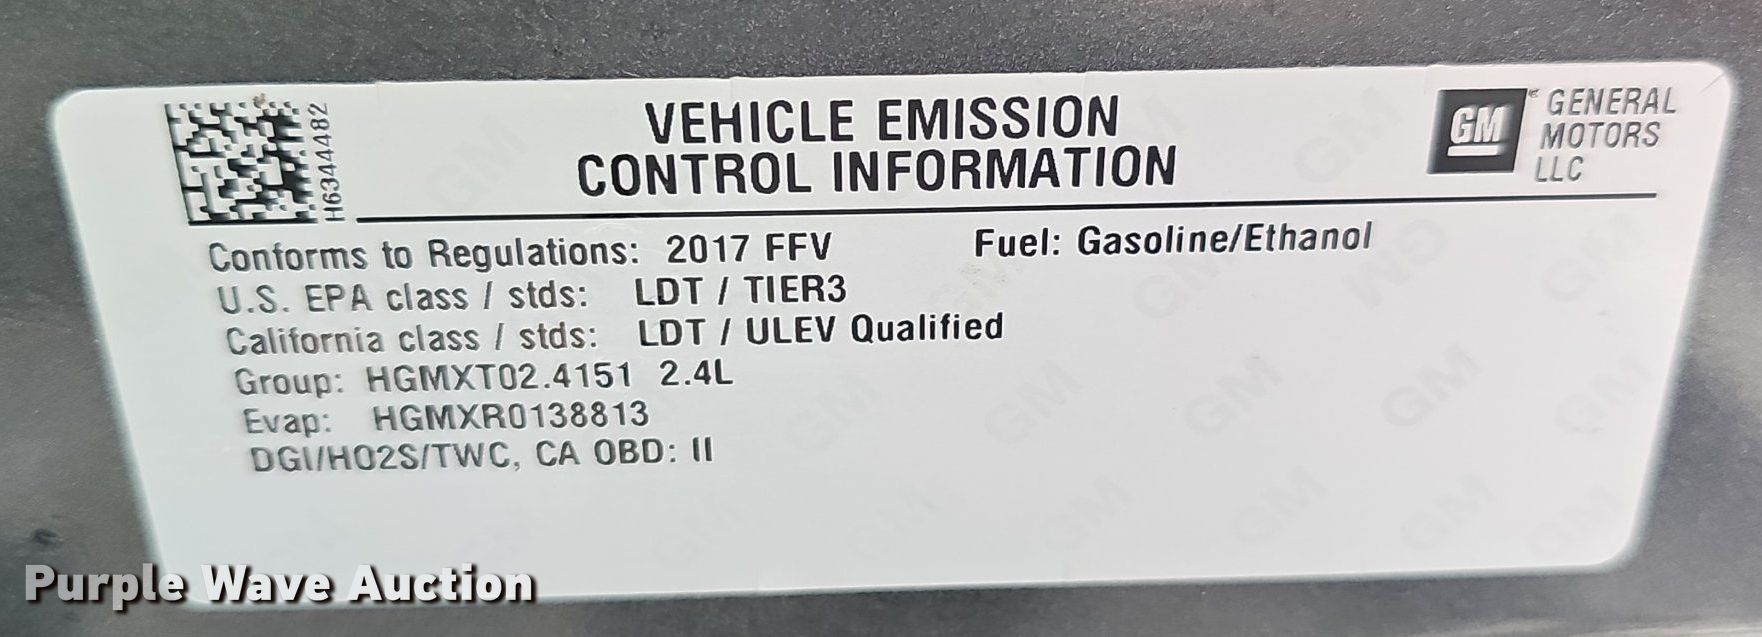 H6344482
VEHICLE EMISSION
CONTROL INFORMATION
GM
® GENERAL
MOTORS
LLC
Conforms to Regulations: 2017 FFV Fuel: Gasoline/Ethanol
U.S. EPA class / stds: LDT / TIER3
California class / stds: LDT / ULEV Qualified
Group: HGMXT02.4151 2.4L
Evap: HGMXR0138813
DGI/HO2S/TWC, CA OBD: II
Purple Wave Auction